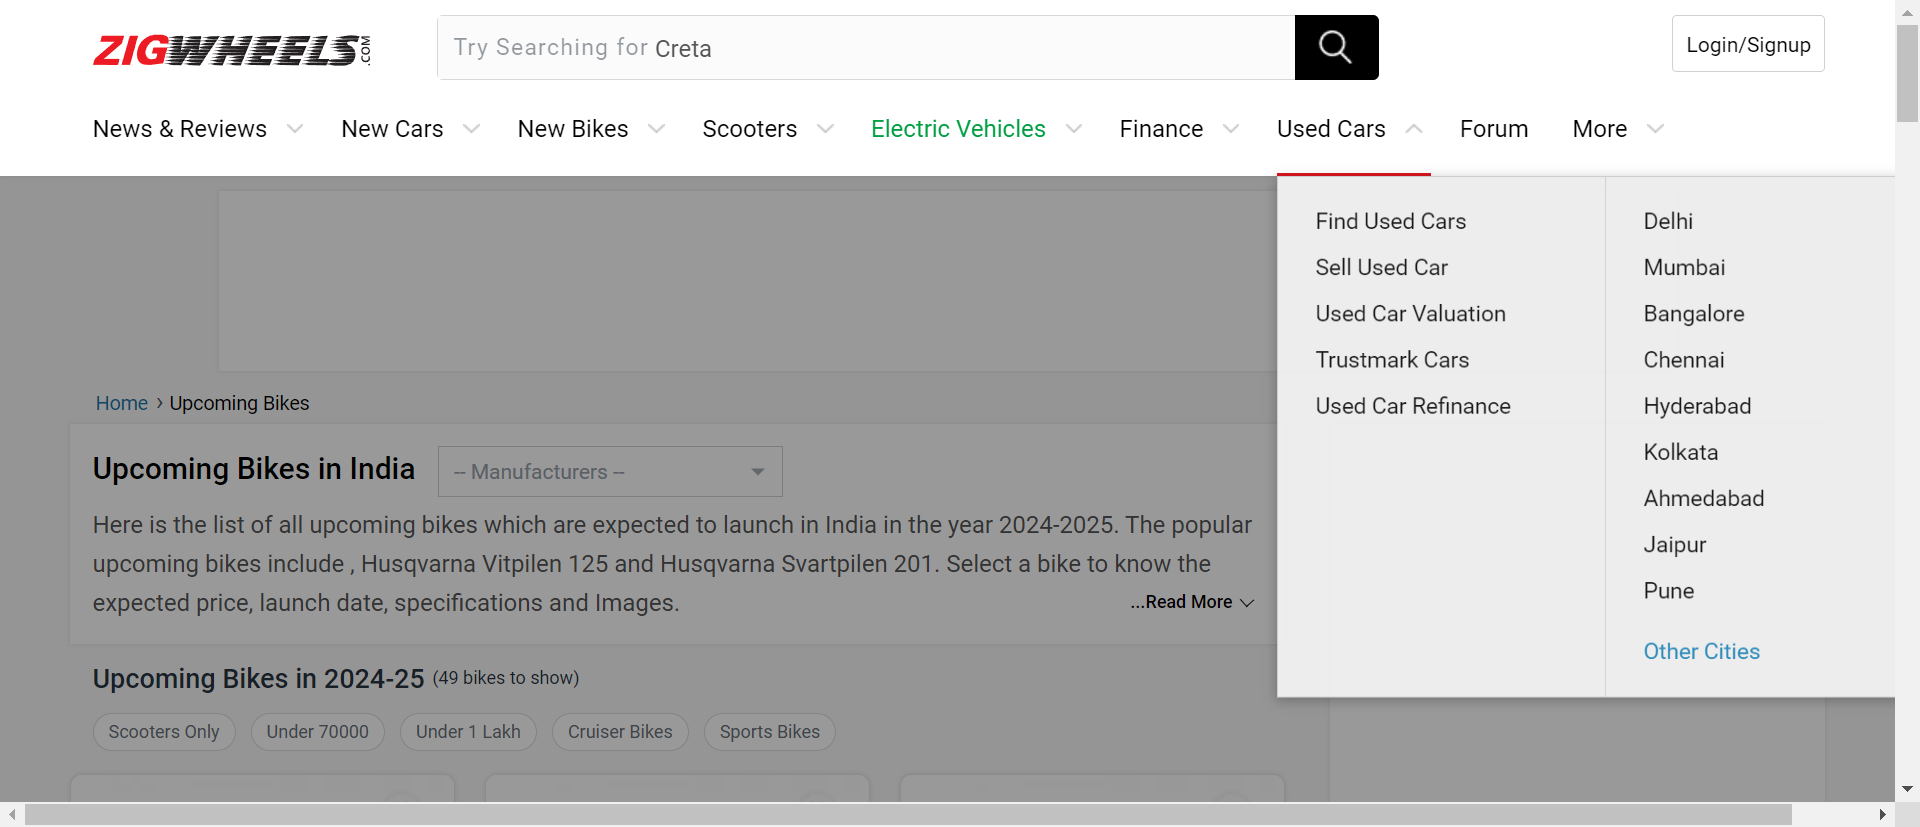 ZIGWHEELS.COM
Try Searching for Creta
Login/Signup
News & Reviews
New Cars
New Bikes
Scooters
Electric Vehicles
Finance
Used Cars
Forum
More
Find Used Cars
Sell Used Car
Used Car Valuation
Trustmark Cars
Used Car Refinance
Delhi
Mumbai
Bangalore
Chennai
Hyderabad
Kolkata
Ahmedabad
Jaipur
Pune
Other Cities
Home › Upcoming Bikes
Upcoming Bikes in India
-- Manufacturers --
Here is the list of all upcoming bikes which are expected to launch in India in the year 2024-2025. The popular
upcoming bikes include , Husqvarna Vitpilen 125 and Husqvarna Svartpilen 201. Select a bike to know the
expected price, launch date, specifications and Images.
...Read More
Upcoming Bikes in 2024-25 (49 bikes to show)
Scooters Only
Under 70000
Under 1 Lakh
Cruiser Bikes
Sports Bikes